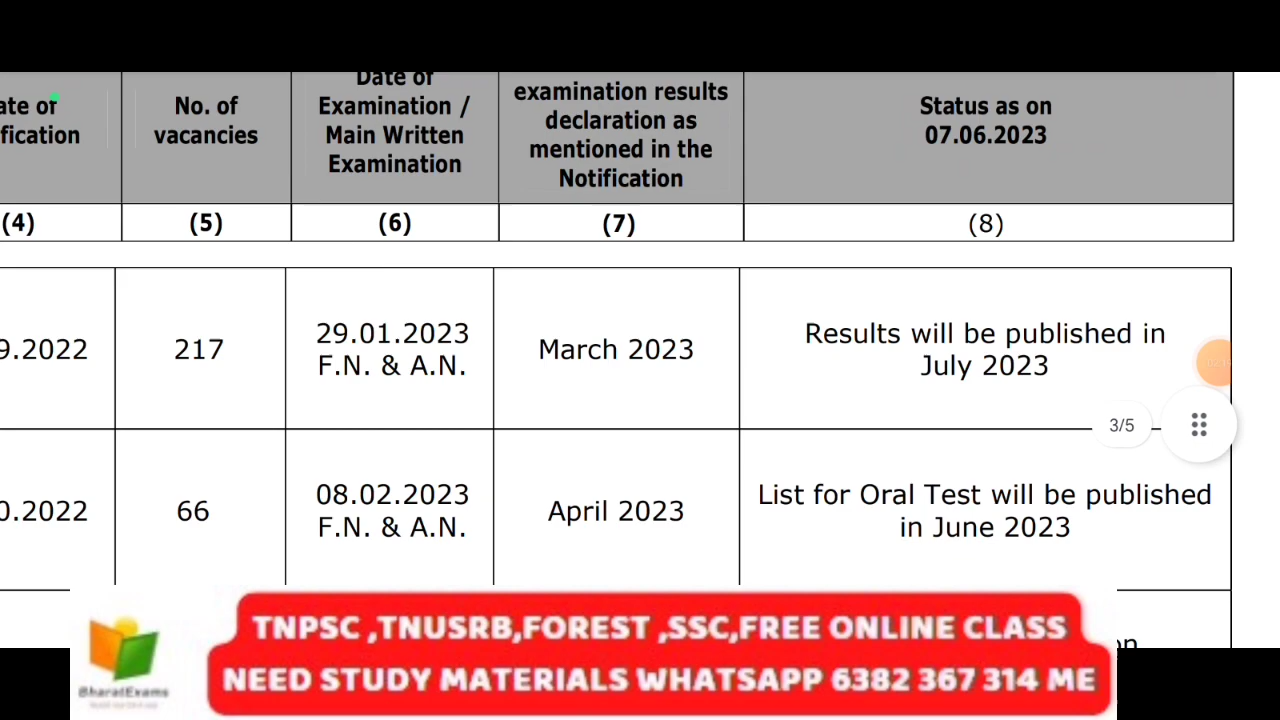 ate of
fication
No. of
vacancies
Date of
Examination /
Main Written
Examination
examination results
declaration as
mentioned in the
Notification
Status as on
07.06.2023
(4)
(5)
(6)
(7)
(8)
9.2022
217
29.01.2023
F.N. & A.N.
March 2023
Results will be published in
July 2023
3/5
0.2022
66
08.02.2023
F.N. & A.N.
April 2023
List for Oral Test will be published
in June 2023
on
BharatExams
TNPSC ,TNUSRB,FOREST ,SSC,FREE ONLINE CLASS
NEED STUDY MATERIALS WHATSAPP 6382 367 314 ME